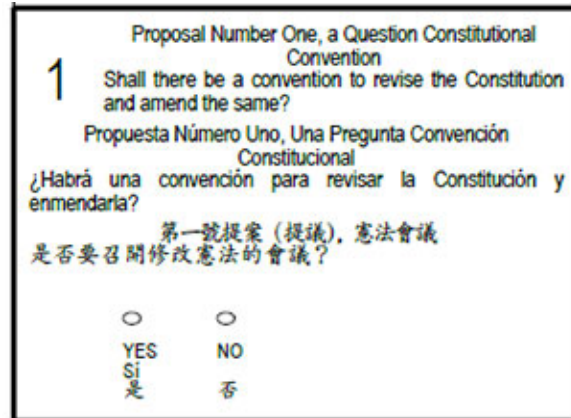 1
Proposal Number One, a Question Constitutional
Convention
Shall there be a convention to revise the Constitution
and amend the same?
Propuesta Número Uno, Una Pregunta Convención
Constitucional
¿Habrá una convención para revisar la Constitución y
enmendarla?
第一號提案 (提議), 憲法會議
是否要召開修改憲法的會議?
YES NO
Sí
是 否